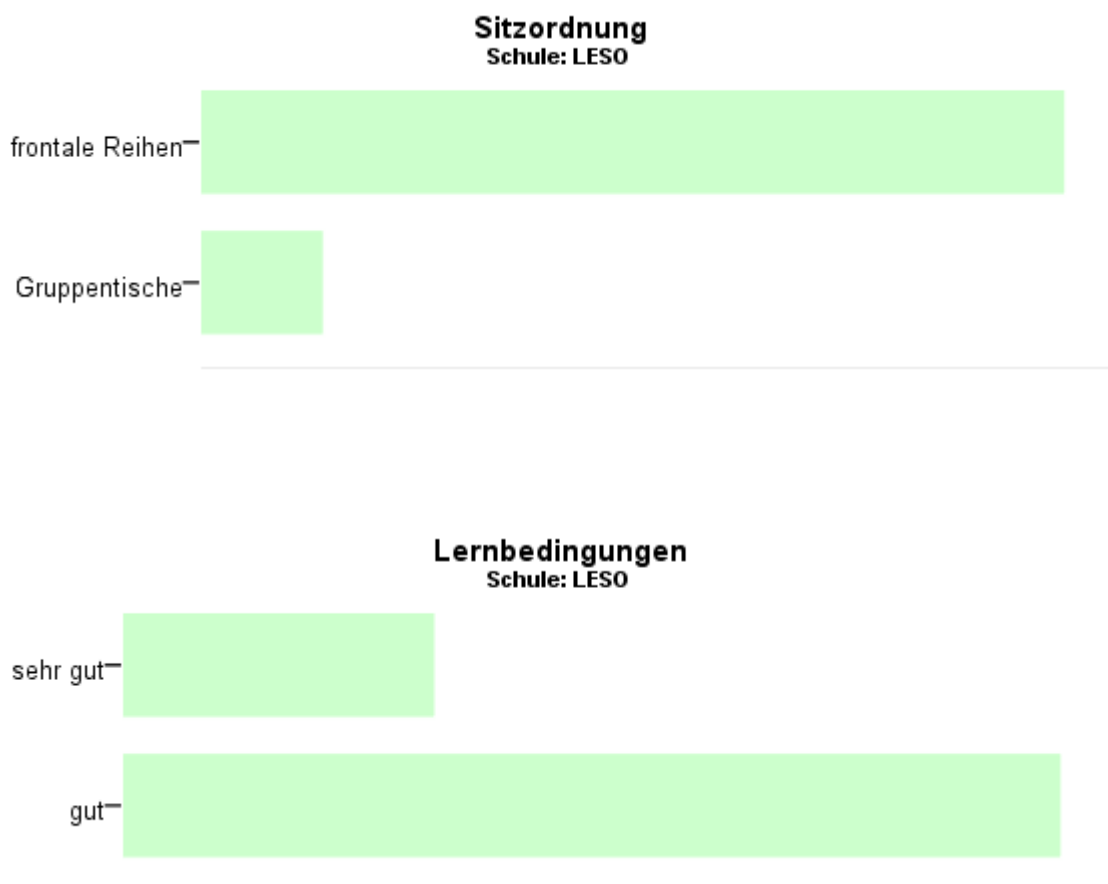 Sitzordnung
Schule: LESO
frontale Reihen
Gruppentische
Lernbedingungen
Schule: LESO
sehr gut
gut